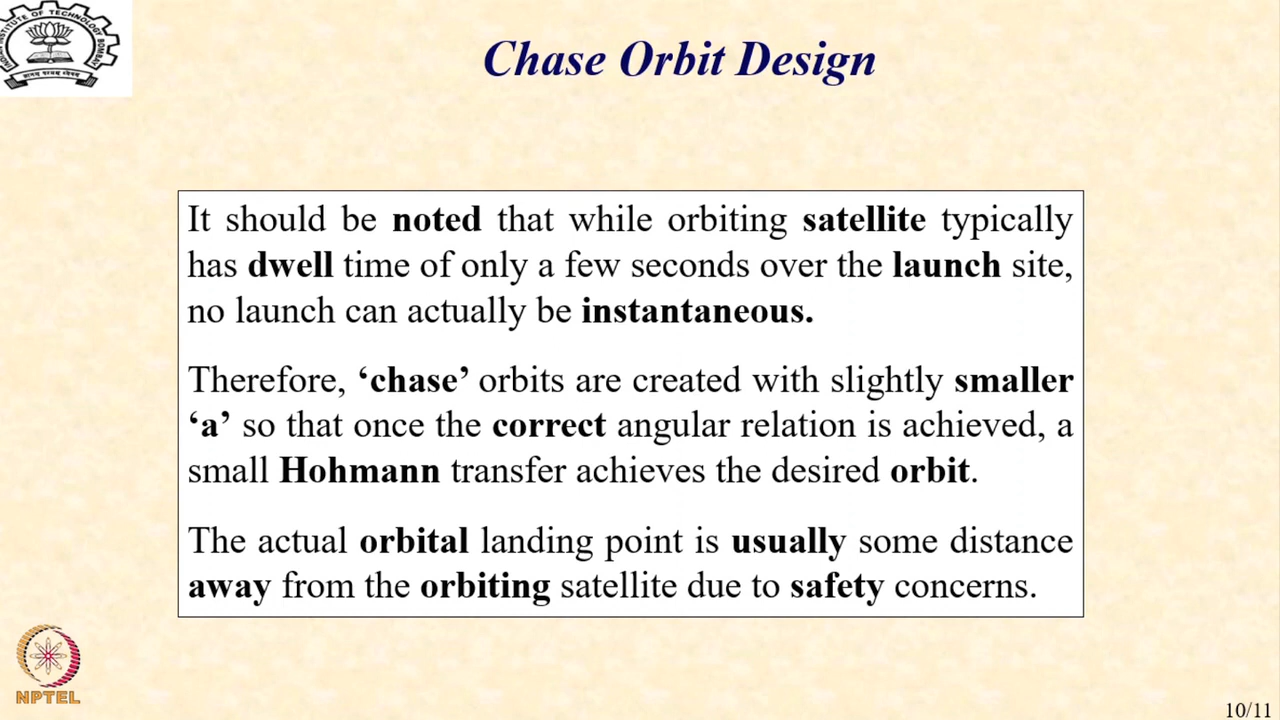 Chase Orbit Design
It should be noted that while orbiting satellite typically
has dwell time of only a few seconds over the launch site,
no launch can actually be instantaneous.
Therefore, ‘chase’ orbits are created with slightly smaller
‘a’ so that once the correct angular relation is achieved, a
small Hohmann transfer achieves the desired orbit.
The actual orbital landing point is usually some distance
away from the orbiting satellite due to safety concerns.
NPTEL
10/11